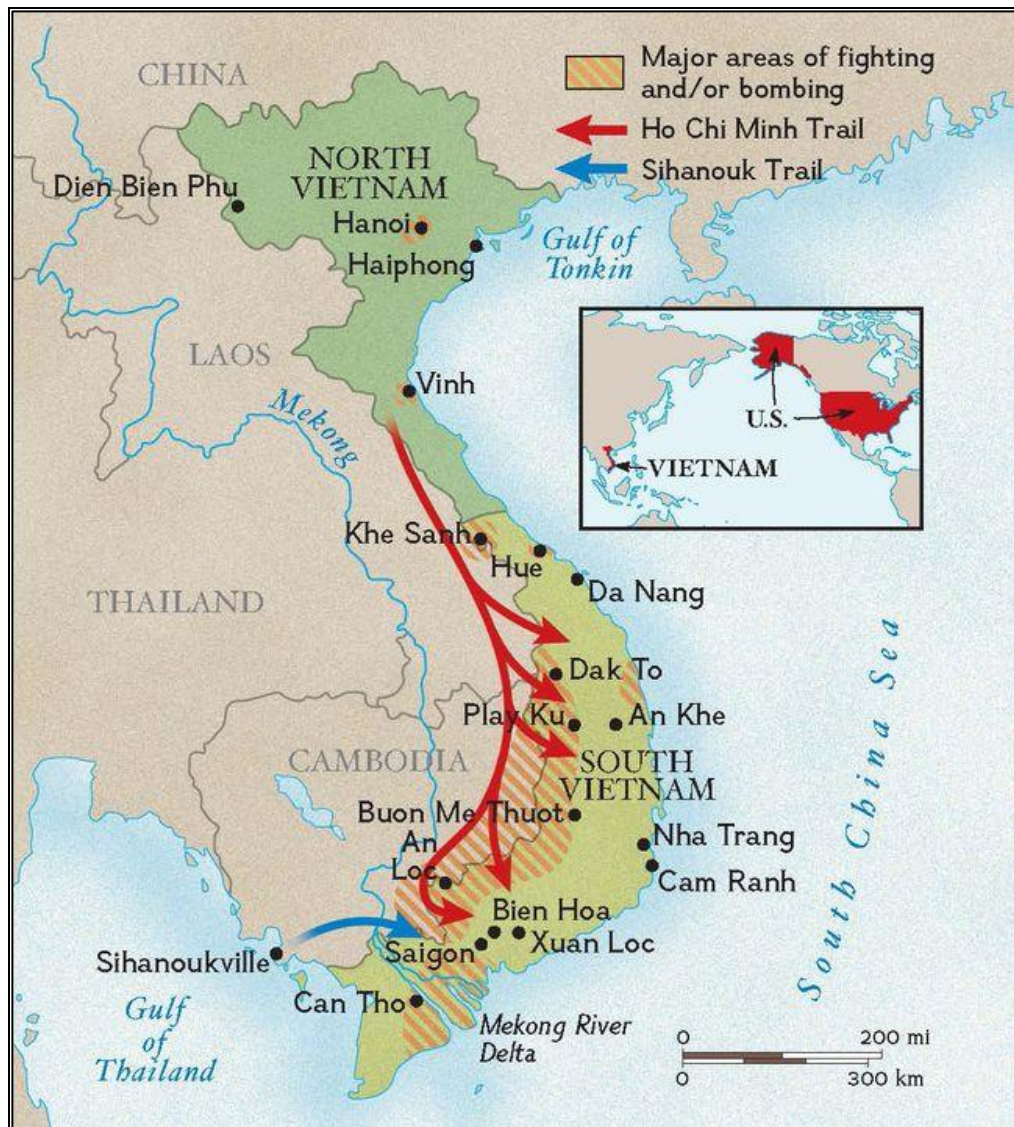 CHINA
Major areas of fighting
and/or bombing
Ho Chi Minh Trail
Sihanouk Trail
NORTH
VIETNAM
Dien Bien Phu
Hanoi
Haiphong
Gulf of
Tonkin
LAOS
Vinh
Mekong
U.S.
VIETNAM
Khe Sanh
Hue
Da Nang
THAILAND
Dak To
Play Ku
An Khe
CAMBODIA
SOUTH
VIETNAM
Buon Me Thuot
An
Loc
Nha Trang
Cam Ranh
South China Sea
Bien Hoa
Saigon
Xuan Loc
Sihanoukville
Can Tho
Gulf
of
Thailand
Mekong River
Delta
0 200 mi
0 300 km